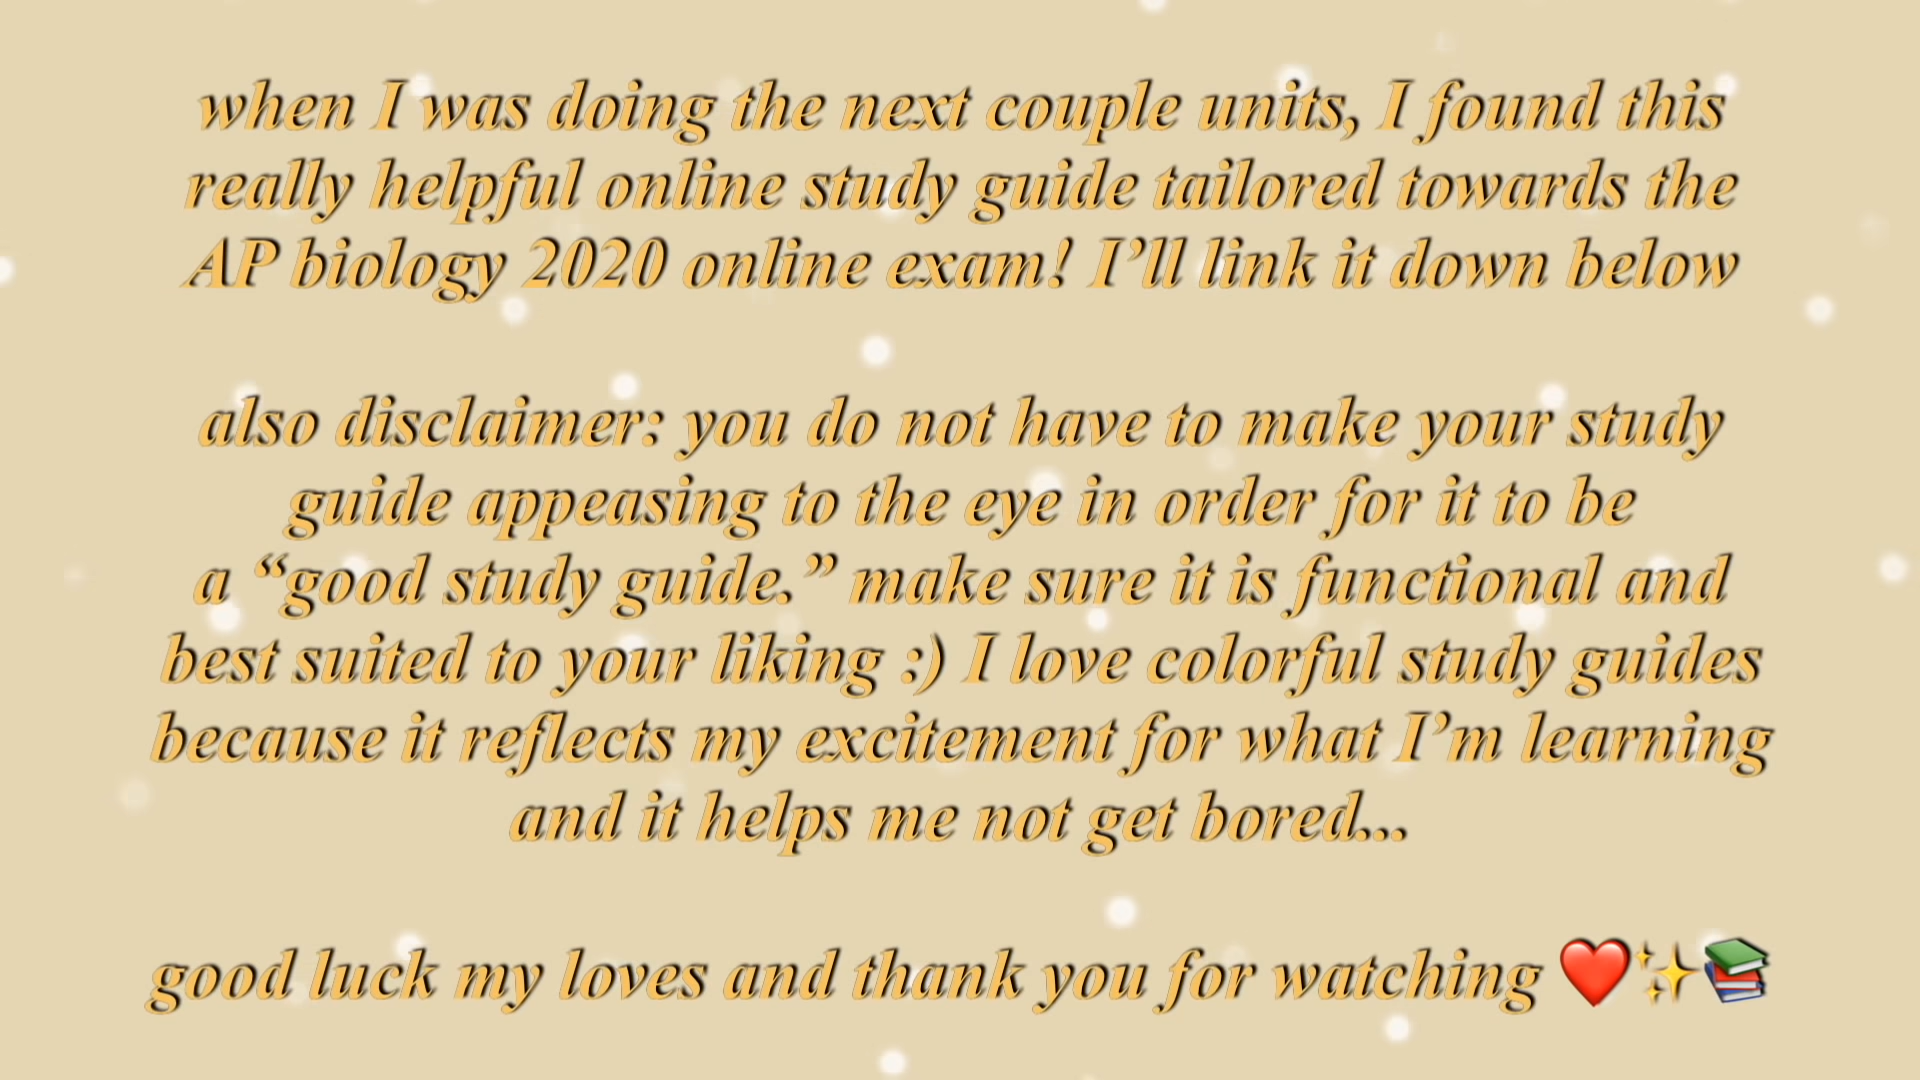 when I was doing the next couple units, I found this
really helpful online study guide tailored towards the
AP biology 2020 online exam! I’ll link it down below
also disclaimer: you do not have to make your study
guide appeasing to the eye in order for it to be
a “good study guide.” make sure it is functional and
best suited to your liking :) I love colorful study guides
because it reflects my excitement for what I’m learning
and it helps me not get bored...
good luck my loves and thank you for watching ❤️✨📚